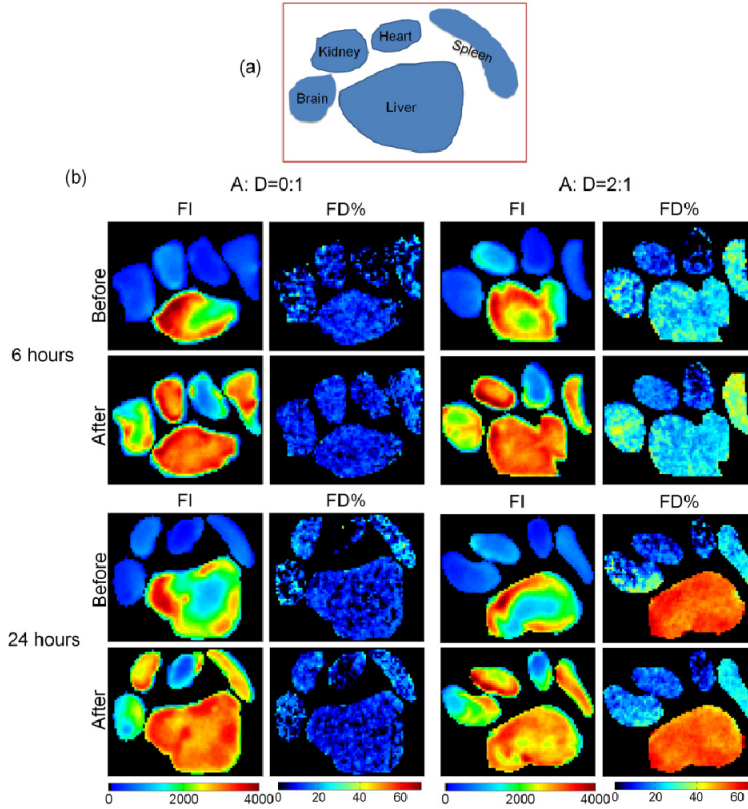 (a)
Kidney
Heart
Spleen
Brain
Liver
(b)
A: D=0:1
A: D=2:1
FI
FD%
FI
FD%
6 hours
Before
After
FI
FD%
FI
FD%
24 hours
Before
After
0 2000 4000
0 20 40 60
0 2000 4000
0 20 40 60